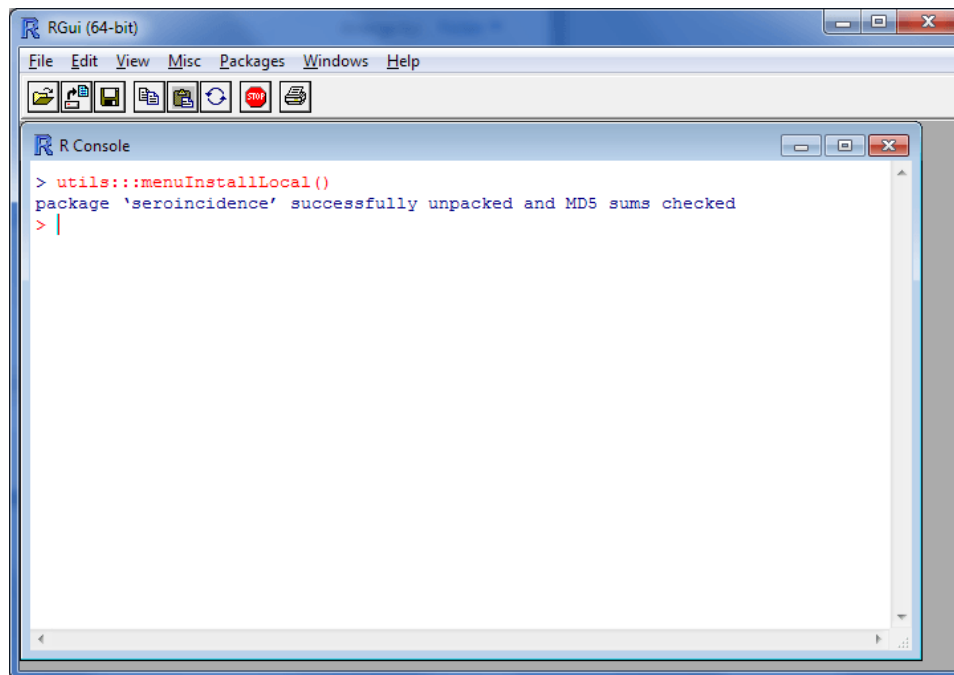 RGui (64-bit)
File Edit View Misc Packages Windows Help
STOP
R Console
> utils:::menuInstallLocal()
package ‘seroincidence’ successfully unpacked and MD5 sums checked
>